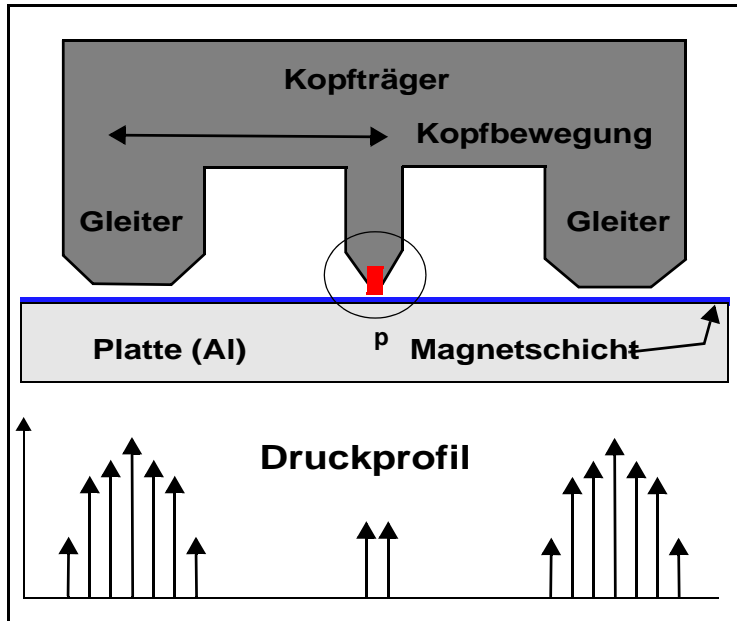 Kopfträger
Kopfbewegung
Gleiter
Gleiter
p
Platte (Al)
Magnetschicht
Druckprofil